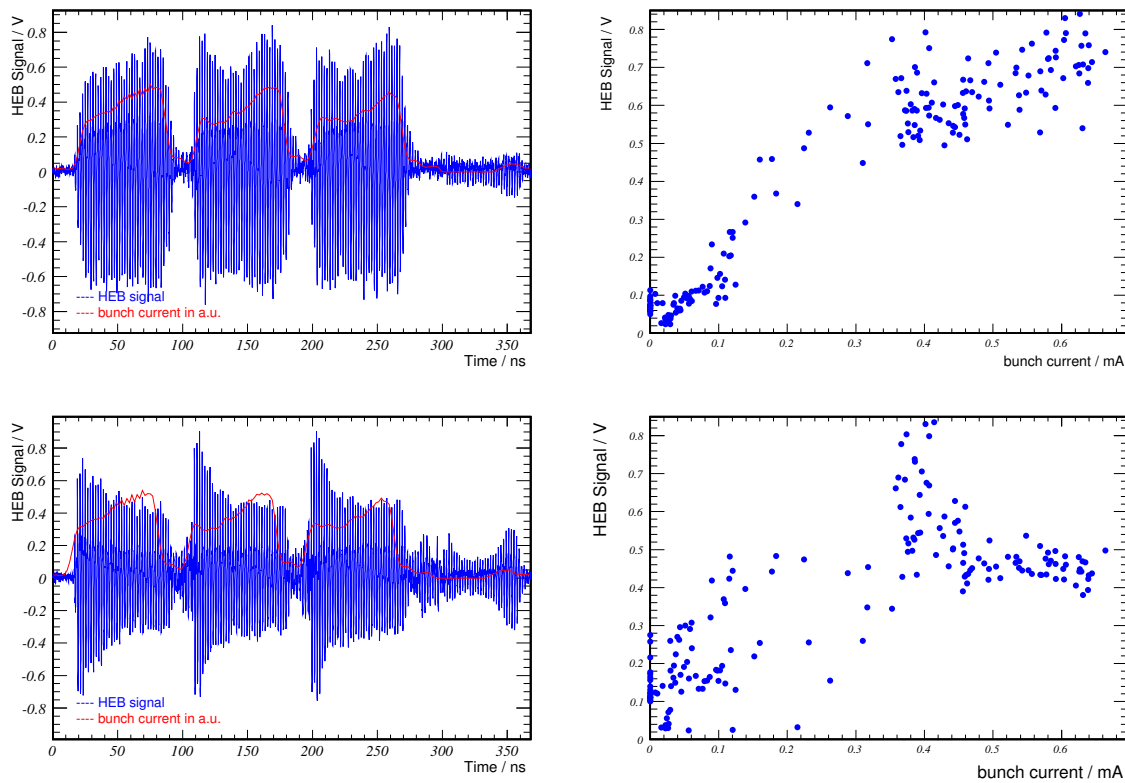 HEB Signal / V
0.8
0.6
0.4
0.2
0
-0.2
-0.4
-0.6
-0.8
HEB signal
bunch current in a.u.
0 50 100 150 200 250 300 350
Time / ns
HEB Signal / V
0.8
0.7
0.6
0.5
0.4
0.3
0.2
0.1
0
0 0.1 0.2 0.3 0.4 0.5 0.6
bunch current / mA
HEB Signal / V
0.8
0.6
0.4
0.2
0
-0.2
-0.4
-0.6
-0.8
HEB signal
bunch current in a.u.
0 50 100 150 200 250 300 350
Time / ns
HEB Signal / V
0.8
0.7
0.6
0.5
0.4
0.3
0.2
0.1
0
0 0.1 0.2 0.3 0.4 0.5 0.6
bunch current / mA